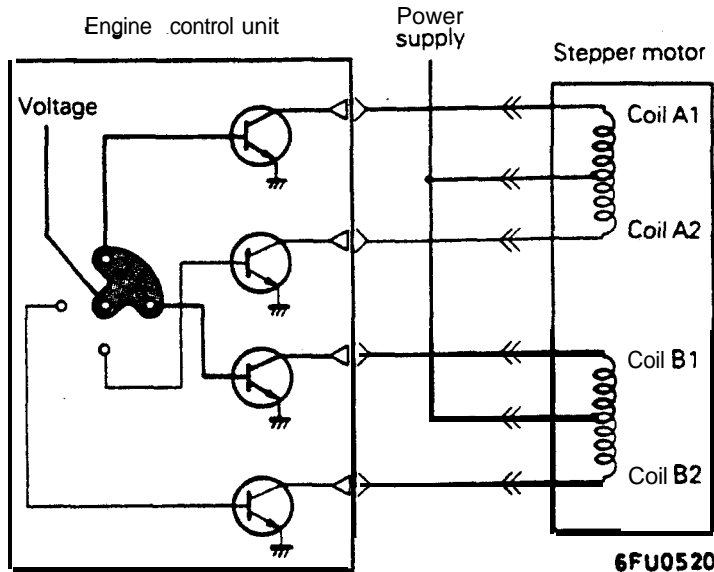 Engine control unit
Power
supply
Stepper motor
Voltage
Coil A1
Coil A2
Coil B1
Coil B2
6FU0520